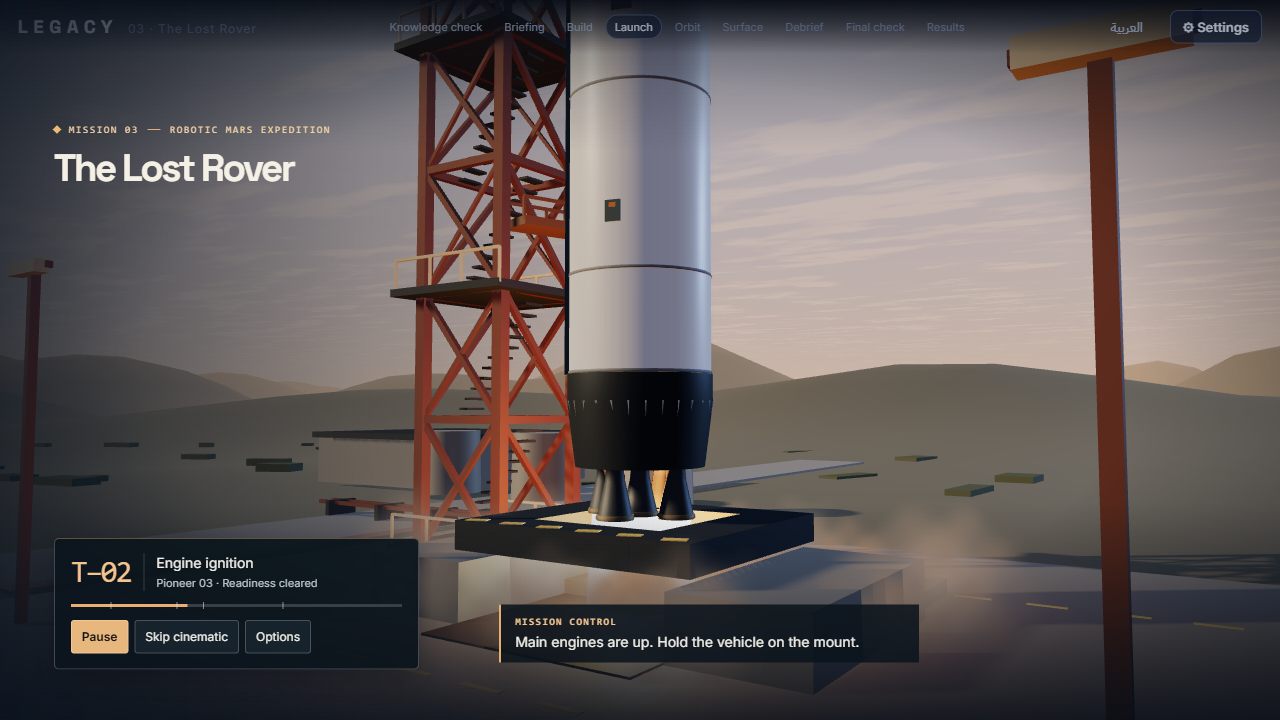 LEGACY 03 · The Lost Rover
Knowledge check Briefing Build Launch Orbit Surface Debrief Final check Results
العربية
⚙ Settings
◆ MISSION 03 — ROBOTIC MARS EXPEDITION
The Lost Rover
T–02
Engine ignition
Pioneer 03 · Readiness cleared
Pause Skip cinematic Options
MISSION CONTROL
Main engines are up. Hold the vehicle on the mount.